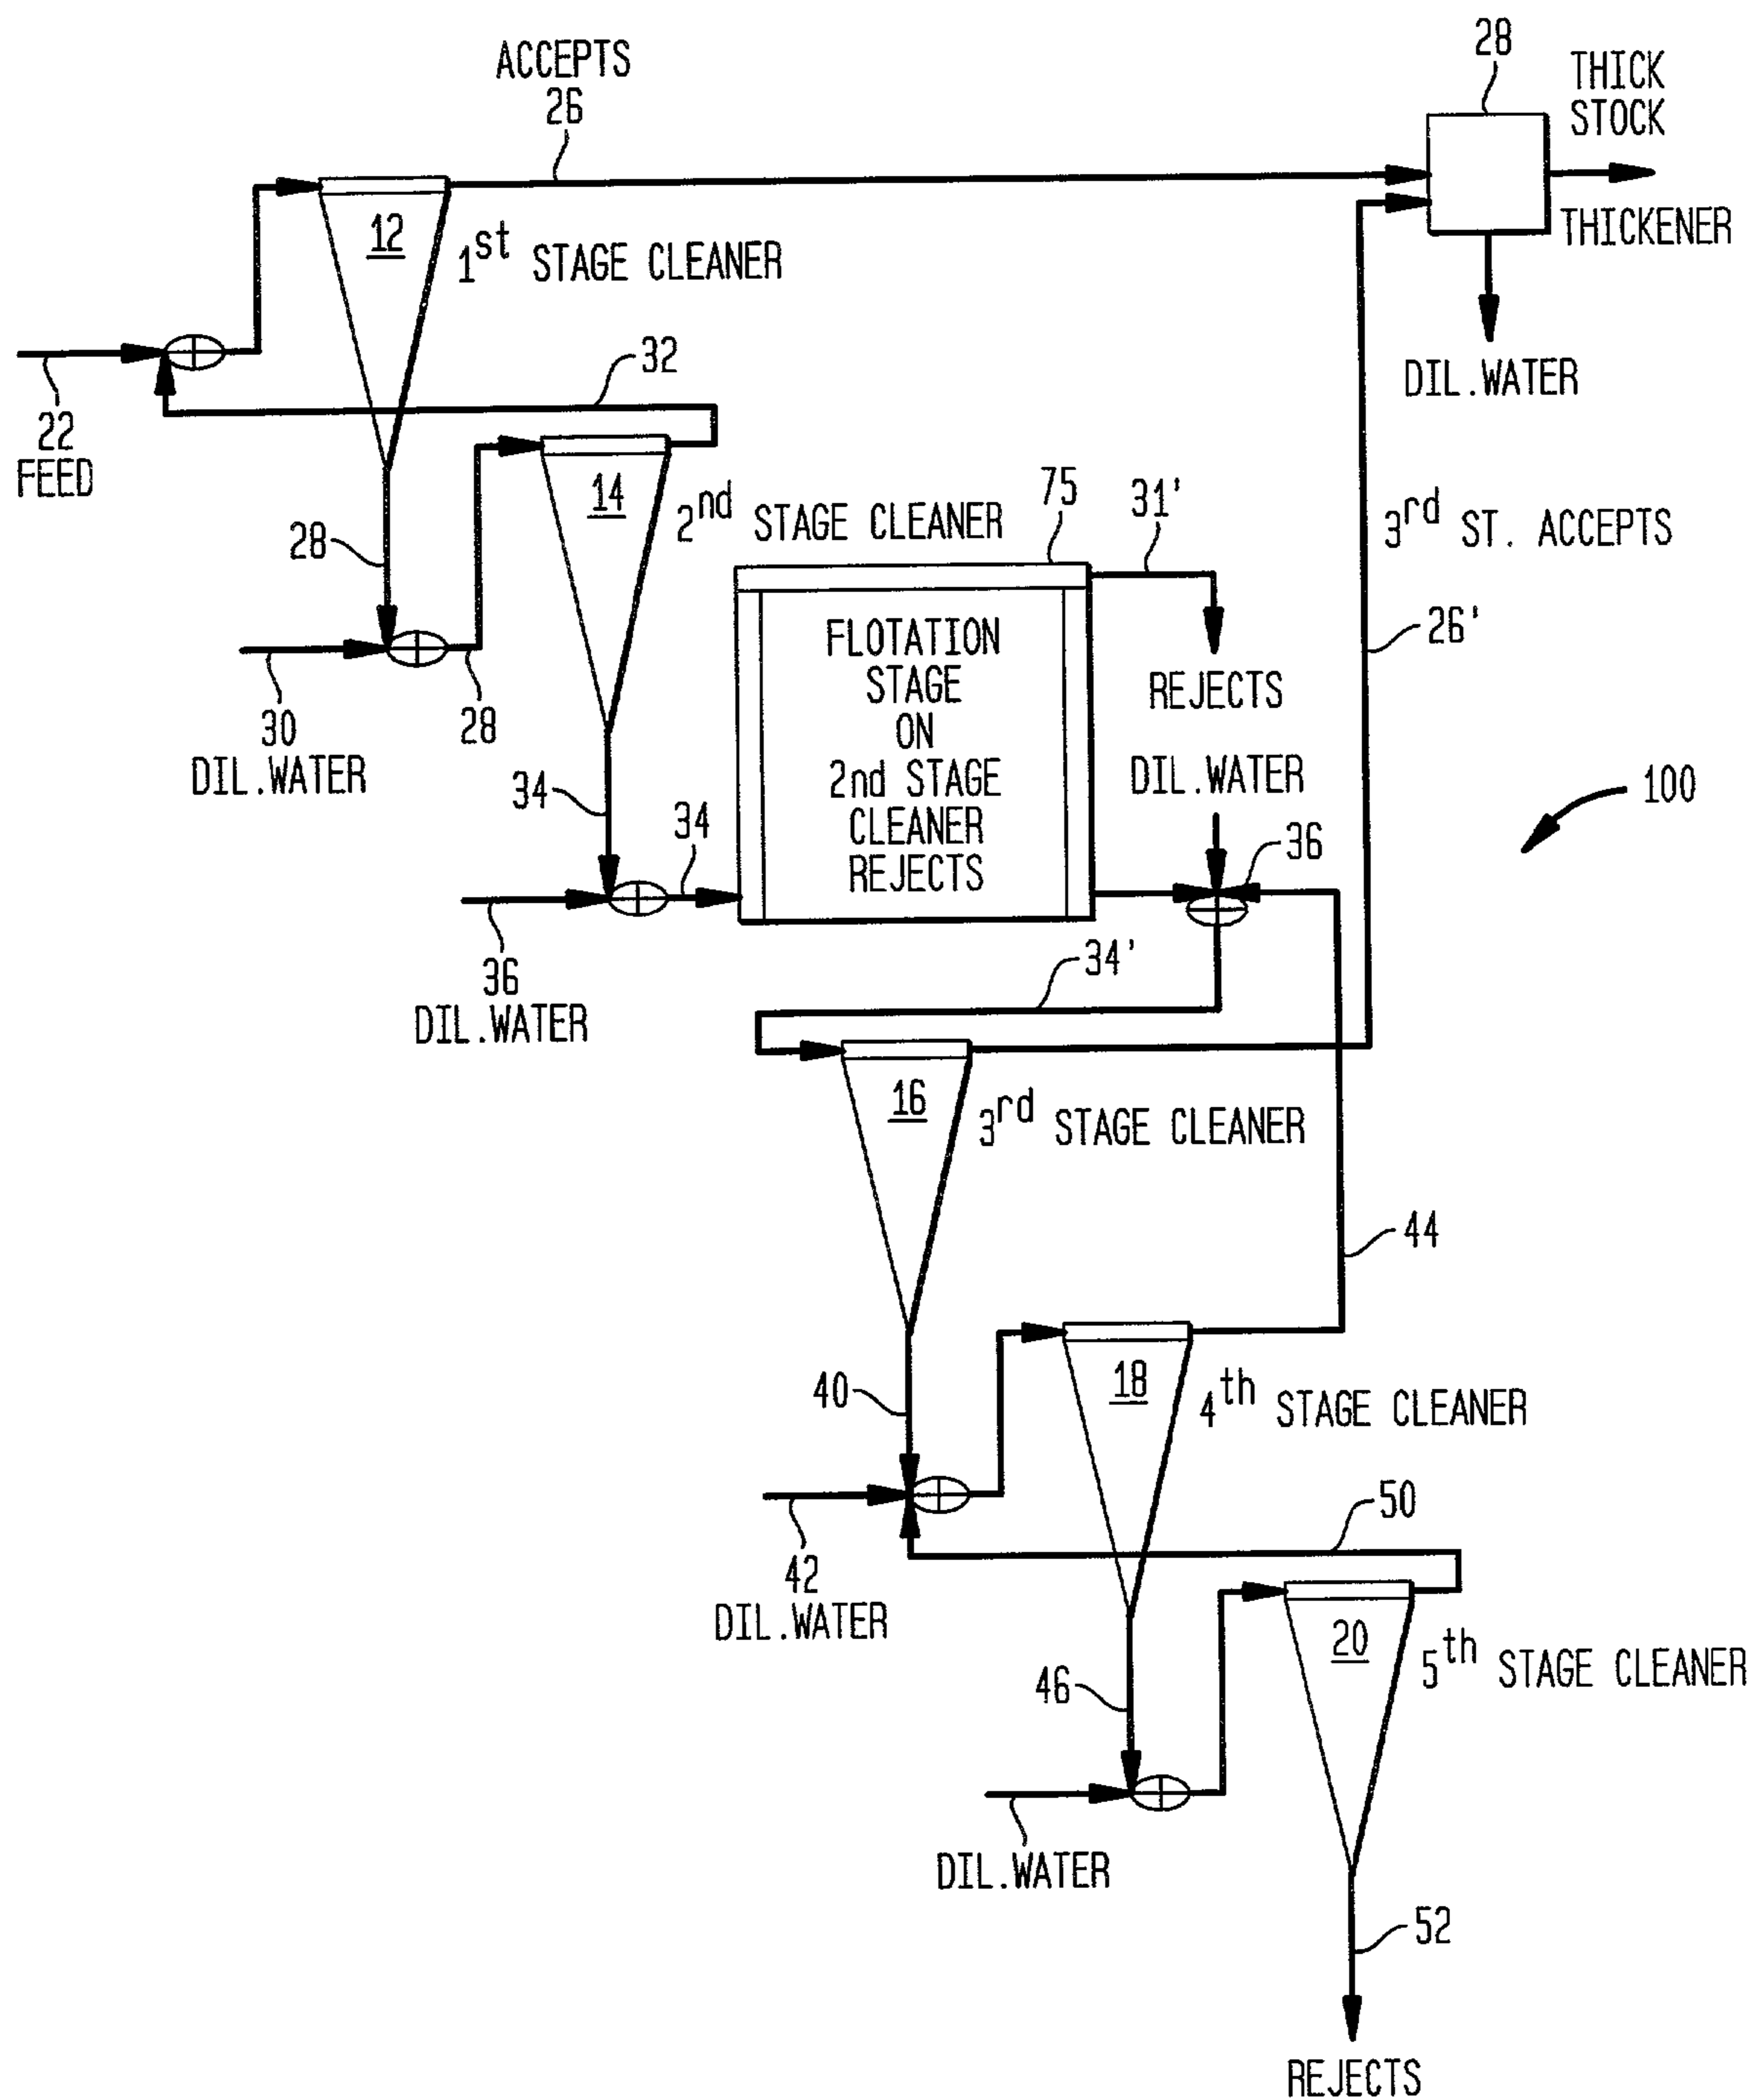 ACCEPTS
26
28
THICK
STOCK
THICKENER
DIL.WATER
12
1st STAGE CLEANER
32
22
FEED
14
2nd STAGE CLEANER
28
30
DIL.WATER
28
75
31'
REJECTS
3rd ST. ACCEPTS
26'
FLOTATION
STAGE
ON
2nd STAGE
CLEANER
REJECTS
DIL.WATER
36
100
34
34
36
DIL.WATER
34'
16
3rd STAGE CLEANER
44
40
18
4th STAGE CLEANER
42
DIL.WATER
50
20
5th STAGE CLEANER
46
DIL.WATER
52
REJECTS